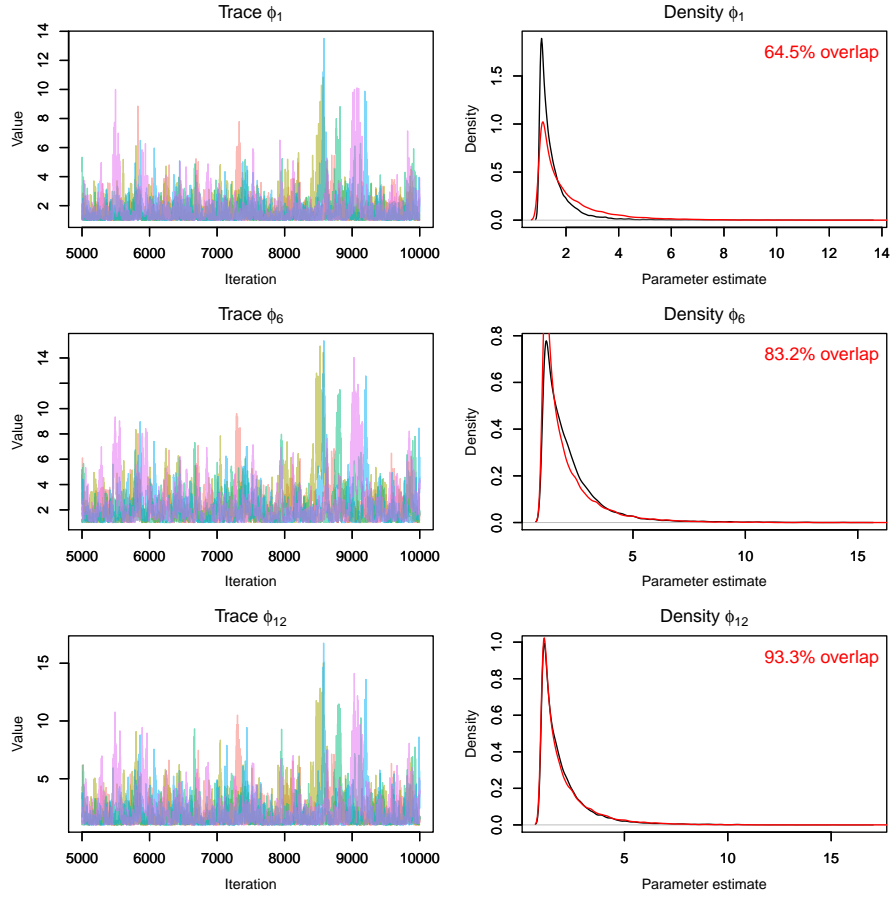 Trace ϕ1
Value
2 4 6 8 10 12 14
5000 6000 7000 8000 9000 10000
Iteration
Density ϕ1
64.5% overlap
Density
0.0 0.5 1.0 1.5
2 4 6 8 10 12 14
Parameter estimate
Trace ϕ6
Value
2 4 6 8 10 14
5000 6000 7000 8000 9000 10000
Iteration
Density ϕ6
83.2% overlap
Density
0.0 0.2 0.4 0.6 0.8
5 10 15
Parameter estimate
Trace ϕ12
Value
5 10 15
5000 6000 7000 8000 9000 10000
Iteration
Density ϕ12
93.3% overlap
Density
0.0 0.2 0.4 0.6 0.8 1.0
5 10 15
Parameter estimate